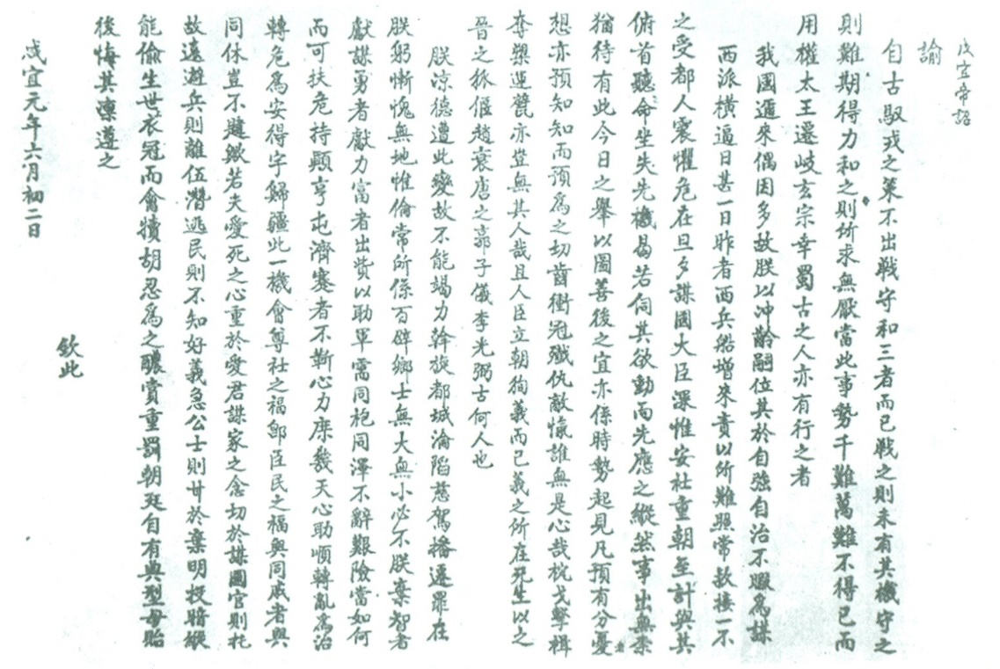 咸宜帝詔
諭
自古馭戎之策不出戰守和三者而已戰之則未有其機守之
則難期得力和之則所求無厭當此事勢千難萬難不得已而
用權太王遷岐玄宗幸蜀古之人亦有行之者
我國邇來偶因多故朕以冲齡嗣位其於自強自治不暇為謀
西派橫逼日甚一日昨者西兵船增來責以所難照常款接一不
之受都人震懼危在旦夕謀國大臣深惟安社重朝至計與其
俯首聽命坐失先機曷若伺其欲動而先應之縱然事出無柰
猶待有此今日之舉以圖善後之宜亦係時勢起見凡預有分憂
想亦預知知而預為之切齒衝冠殲仇敵愾誰無是心哉枕戈擊楫
奪槊運甓亦豈無其人哉且人臣立朝徇義而已義之所在死生以之
晉之狐偃趙衰唐之郭子儀李光弼古何人也
朕凉德遭此變故不能竭力幹旋都城淪陷慈駕播遷罪在
朕躬慚愧無地惟倫常所係百辟鄉士無大無小必不朕棄智者
獻謀勇者獻力富者出貲以助軍需同袍同澤不辭艱險當如何
而可扶危持顛亨屯濟蹇者不靳心力庶幾天心助順轉亂為治
轉危為安得宇歸疆此一機會尊社之福即臣民之福與同戚者與
同休豈不韙歟若夫愛死之心重於愛君謀家之念切於謀國官則托
故遠避兵則離伍潛逃民則不知好義急公士則甘於棄明投暗縱
能偷生世衣冠而禽犢胡忍為之醲賞重罰朝廷自有典型毋貽
後悔其凜遵之
欽此
咸宜元年六月初二日